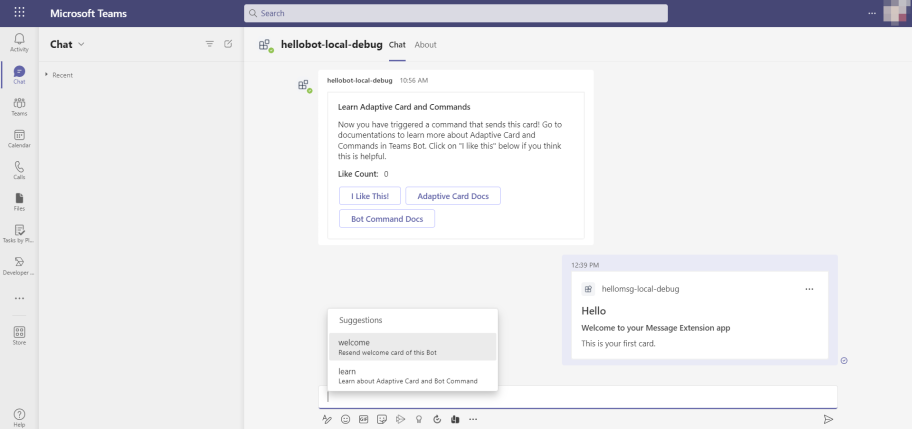 Microsoft Teams
Search
Activity
Chat
Teams
Calendar
Calls
Files
Tasks by Pl...
Developer ...
Store
Help
Chat
Recent
hellobot-local-debug Chat About
hellobot-local-debug 10:56 AM
Learn Adaptive Card and Commands
Now you have triggered a command that sends this card! Go to
documentations to learn more about Adaptive Card and
Commands in Teams Bot. Click on "I like this" below if you think
this is helpful.
Like Count: 0
I Like This! Adaptive Card Docs
Bot Command Docs
12:39 PM
hellomsg-local-debug
Hello
Welcome to your Message Extension app
This is your first card.
Suggestions
welcome
Resend welcome card of this Bot
learn
Learn about Adaptive Card and Bot Command
GIF